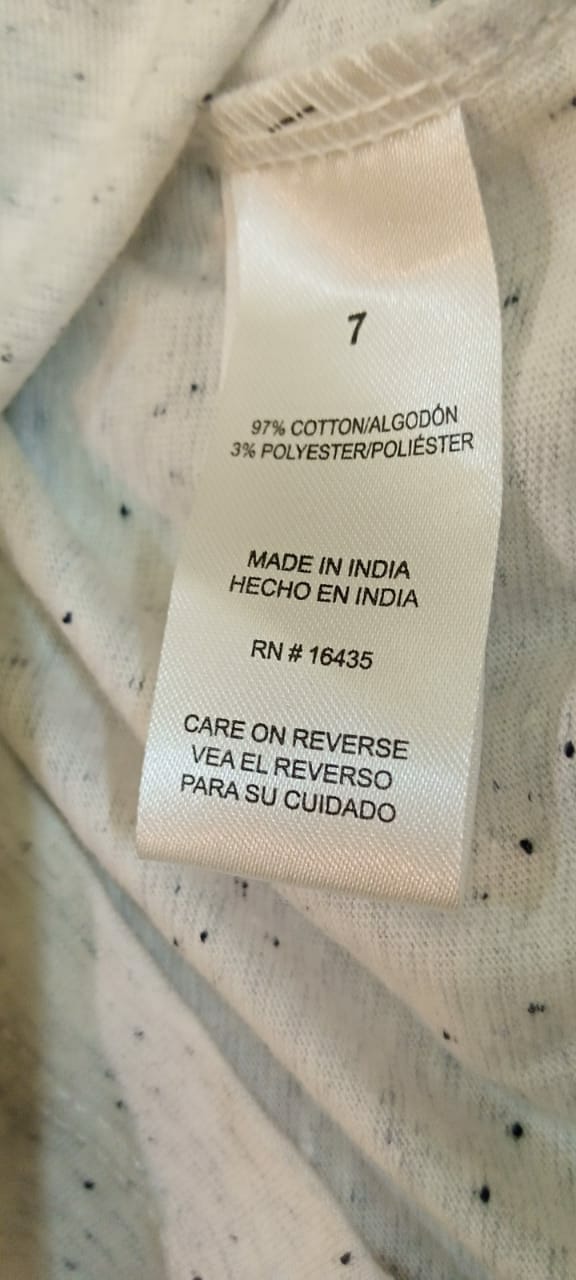 7
97% COTTON/ALGODÓN
3% POLYESTER/POLIÉSTER
MADE IN INDIA
HECHO EN INDIA
RN # 16435
CARE ON REVERSE
VEA EL REVERSO
PARA SU CUIDADO